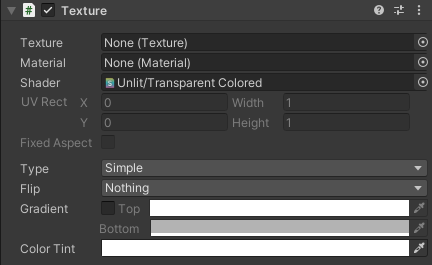 Texture
Texture None (Texture)
Material None (Material)
Shader Unlit/Transparent Colored
UV Rect X 0 Width 1
Y 0 Height 1
Fixed Aspect
Type Simple
Flip Nothing
Gradient Top
Bottom
Color Tint